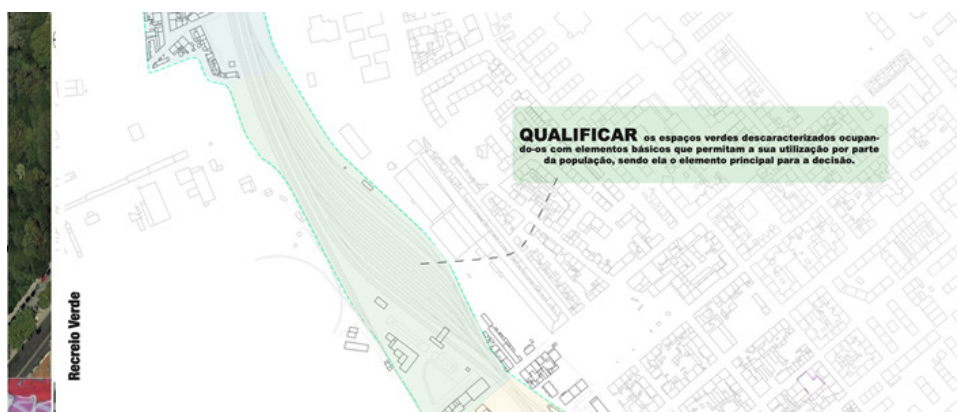 QUALIFICAR os espaços verdes descaracterizados ocupan-
do-os com elementos básicos que permitam a sua utilização por parte
da população, sendo ela o elemento principal para a decisão.
Recreio Verde